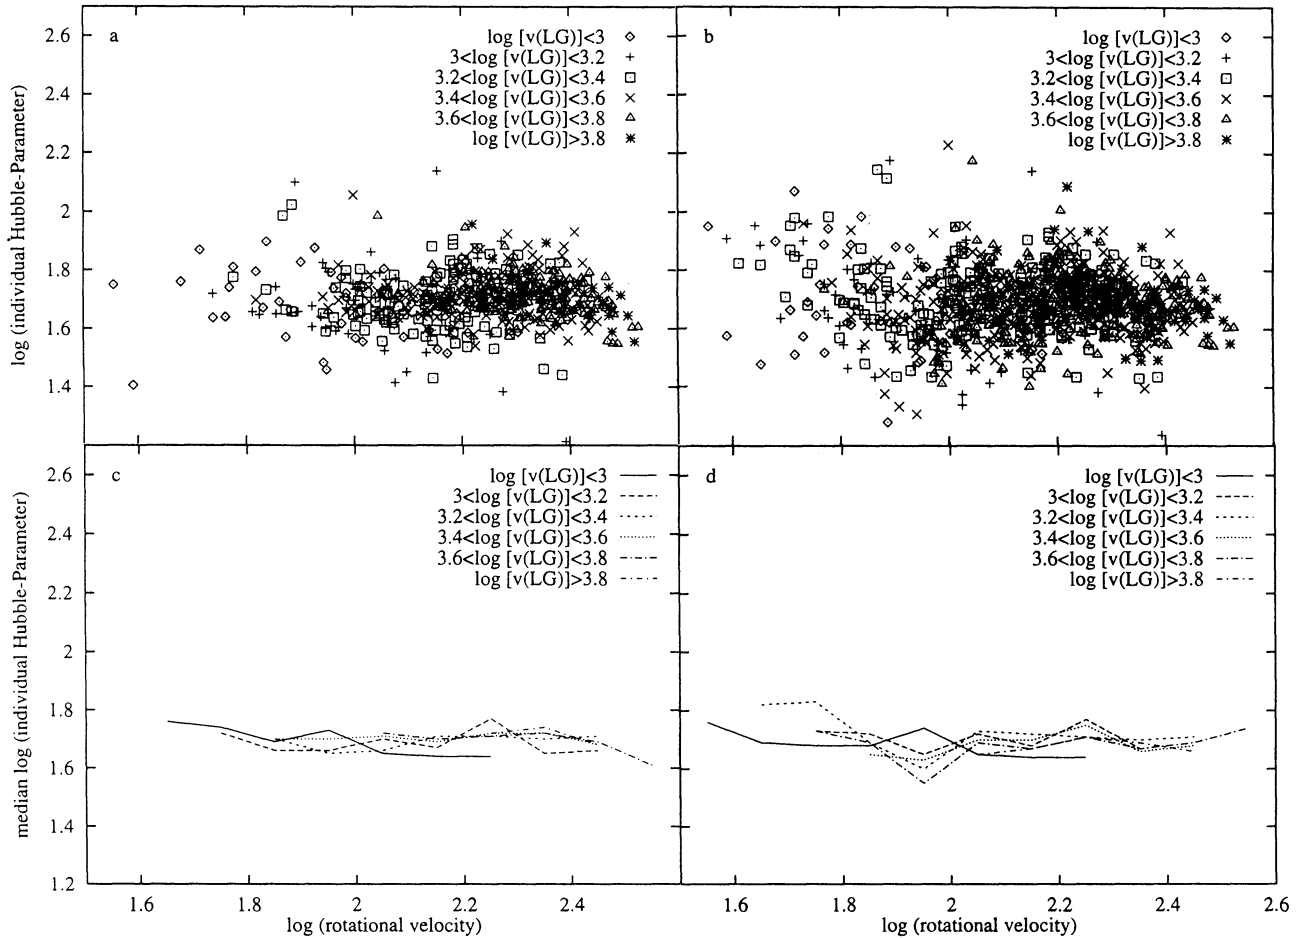 a
log [v(LG)]<3
3<log [v(LG)]<3.2
3.2<log [v(LG)]<3.4
3.4<log [v(LG)]<3.6
3.6<log [v(LG)]<3.8
log [v(LG)]>3.8
2.6
2.4
2.2
2
1.8
1.6
1.4
log (individual Hubble-Parameter)
b
log [v(LG)]<3
3<log [v(LG)]<3.2
3.2<log [v(LG)]<3.4
3.4<log [v(LG)]<3.6
3.6<log [v(LG)]<3.8
log [v(LG)]>3.8
c
log [v(LG)]<3
3<log [v(LG)]<3.2
3.2<log [v(LG)]<3.4
3.4<log [v(LG)]<3.6
3.6<log [v(LG)]<3.8
log [v(LG)]>3.8
2.6
2.4
2.2
2
1.8
1.6
1.4
1.2
median log (individual Hubble-Parameter)
1.6 1.8 2 2.2 2.4
log (rotational velocity)
d
log [v(LG)]<3
3<log [v(LG)]<3.2
3.2<log [v(LG)]<3.4
3.4<log [v(LG)]<3.6
3.6<log [v(LG)]<3.8
log [v(LG)]>3.8
1.6 1.8 2 2.2 2.4 2.6
log (rotational velocity)